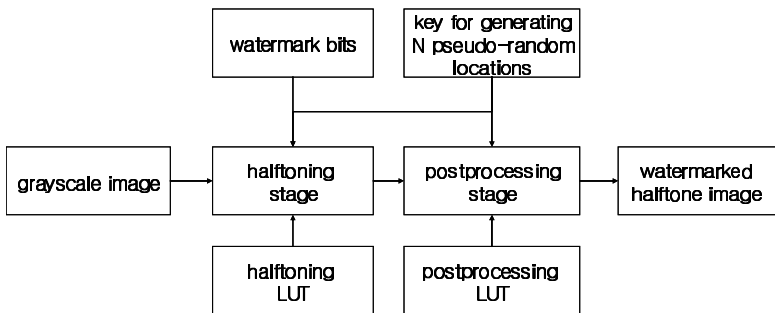 watermark bits
key for generating
N pseudo-random
locations
grayscale image
halftoning
stage
postprocessing
stage
watermarked
halftone image
halftoning
LUT
postprocessing
LUT